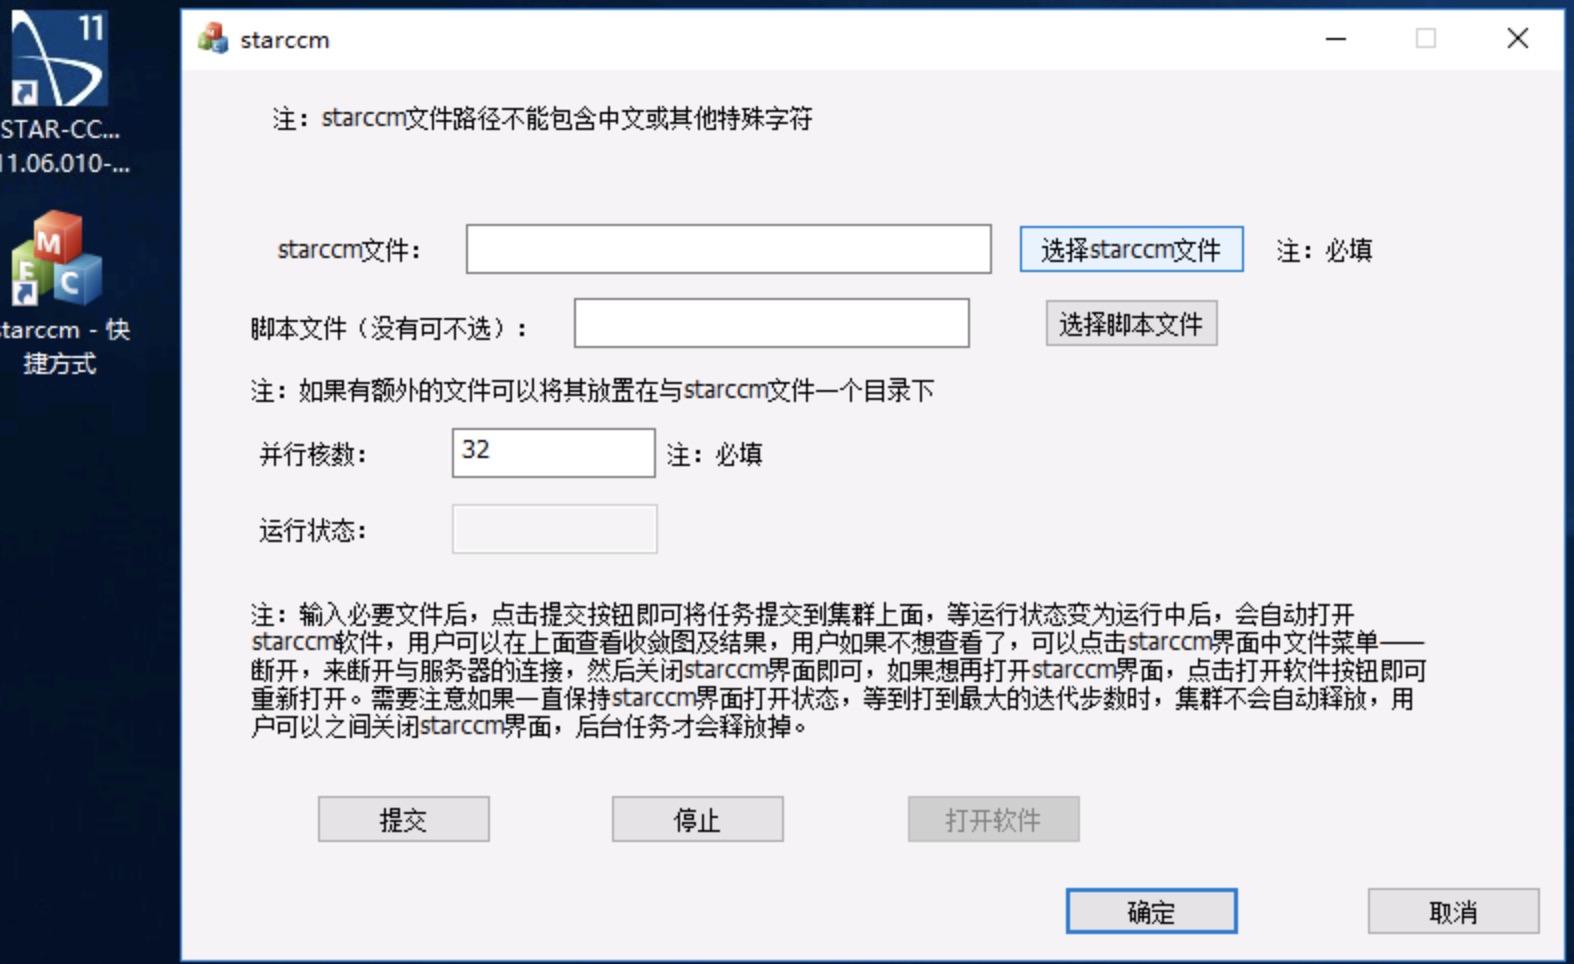 11
STAR-CC...
11.06.010-...
starccm - 快
捷方式
starccm
注：starccm文件路径不能包含中文或其他特殊字符
starccm文件： 选择starccm文件 注：必填
脚本文件（没有可不选）： 选择脚本文件
注：如果有额外的文件可以将其放置在与starccm文件一个目录下
并行核数： 32 注：必填
运行状态：
注：输入必要文件后，点击提交按钮即可将任务提交到集群上面，等运行状态变为运行中后，会自动打开
starccm软件，用户可以在上面查看收敛图及结果，用户如果不想查看了，可以点击starccm界面中文件菜单——
断开，来断开与服务器的连接，然后关闭starccm界面即可，如果想再打开starccm界面，点击打开软件按钮即可
重新打开。需要注意如果一直保持starccm界面打开状态，等到打到最大的迭代步数时，集群不会自动释放，用
户可以之间关闭starccm界面，后台任务才会释放掉。
提交 停止 打开软件
确定 取消